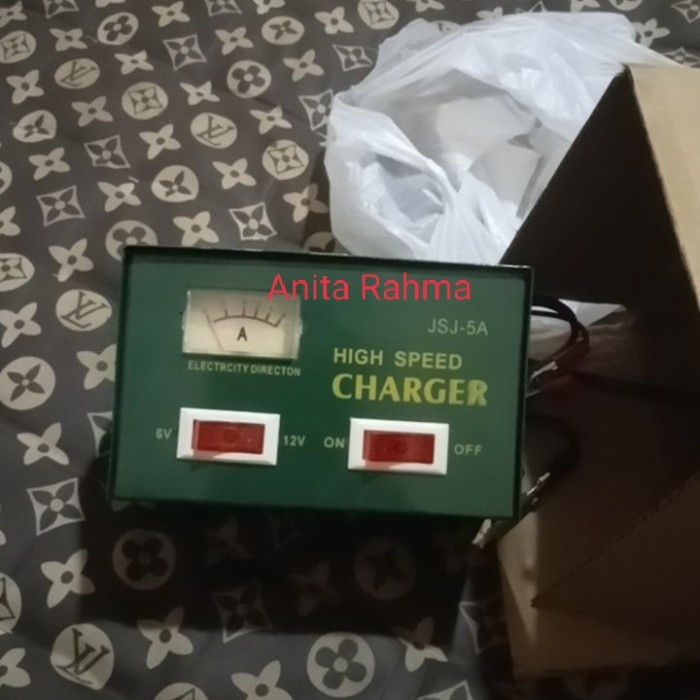 Anita Rahma
A
JSJ-5A
ELECTRCITY DIRECTON
HIGH SPEED
CHARGER
6V 12V ON OFF